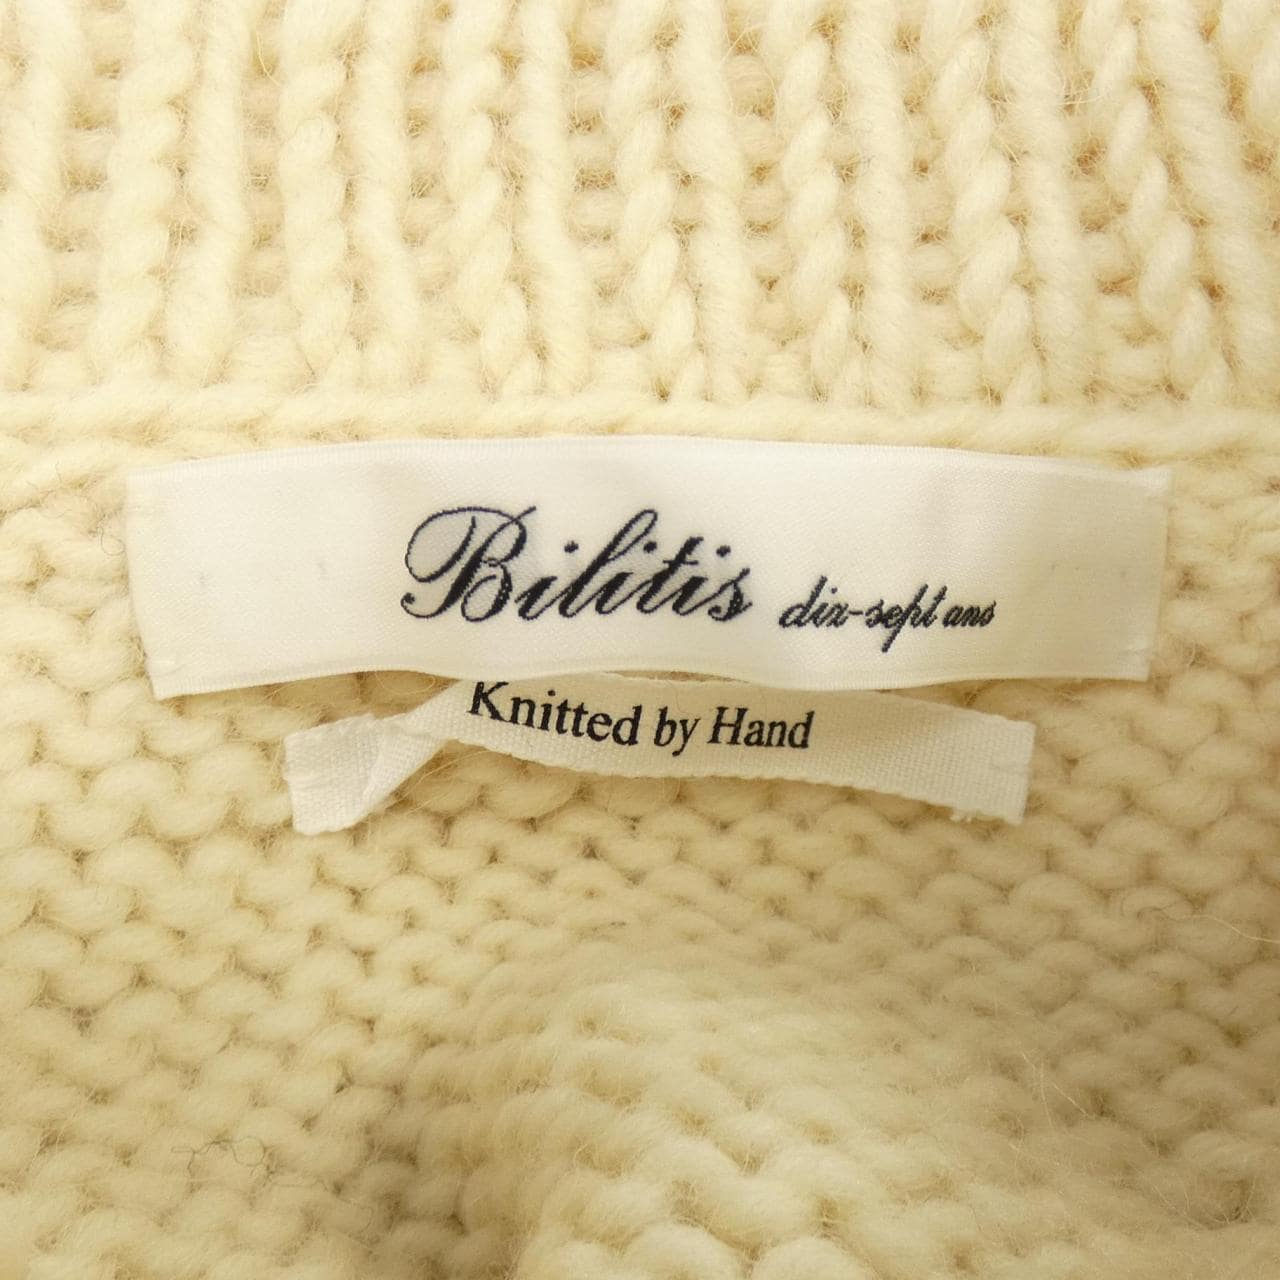 Bilitis dix-sept ans
Knitted by Hand